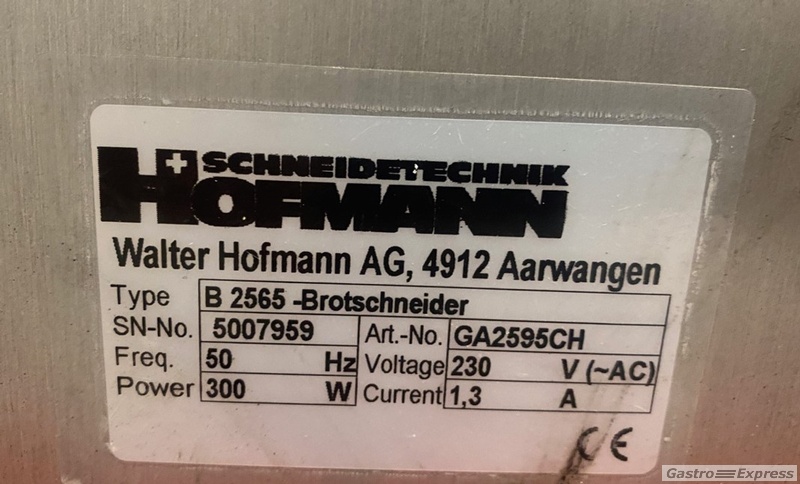 SCHNEIDETECHNIK
HOFMANN
Walter Hofmann AG, 4912 Aarwangen
Type B 2565 -Brotschneider
SN-No. 5007959 Art.-No. GA2595CH
Freq. 50 Hz Voltage 230 V (~AC)
Power 300 W Current 1,3 A
CE
Gastro Express